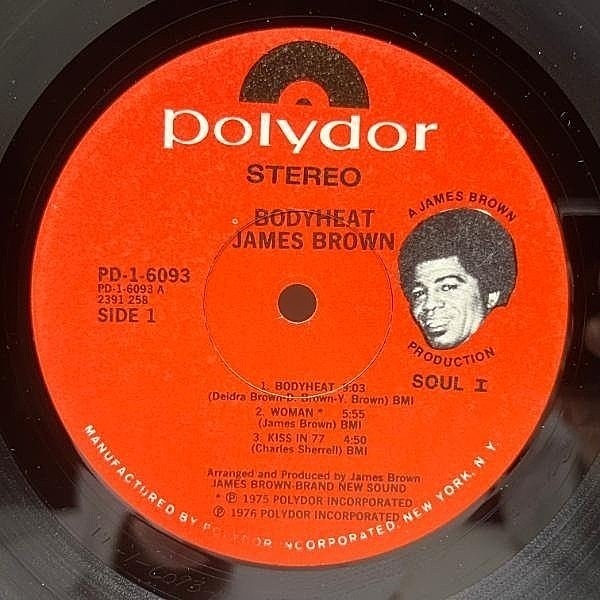 polydor
STEREO
BODYHEAT
JAMES BROWN
A JAMES BROWN
PRODUCTION
SOUL I
PD-1-6093
PD-1-6093 A
2391 258
SIDE 1
1. BODYHEAT 9:03
(Deidra Brown-D. Brown-Y. Brown) BMI
2. WOMAN * 5:55
(James Brown) BMI
3. KISS IN 77 4:50
(Charles Sherrell) BMI
Arranged and Produced by James Brown
JAMES BROWN-BRAND NEW SOUND
* ℗ 1975 POLYDOR INCORPORATED
℗ 1976 POLYDOR INCORPORATED
MANUFACTURED BY POLYDOR INCORPORATED, NEW YORK, N.Y.